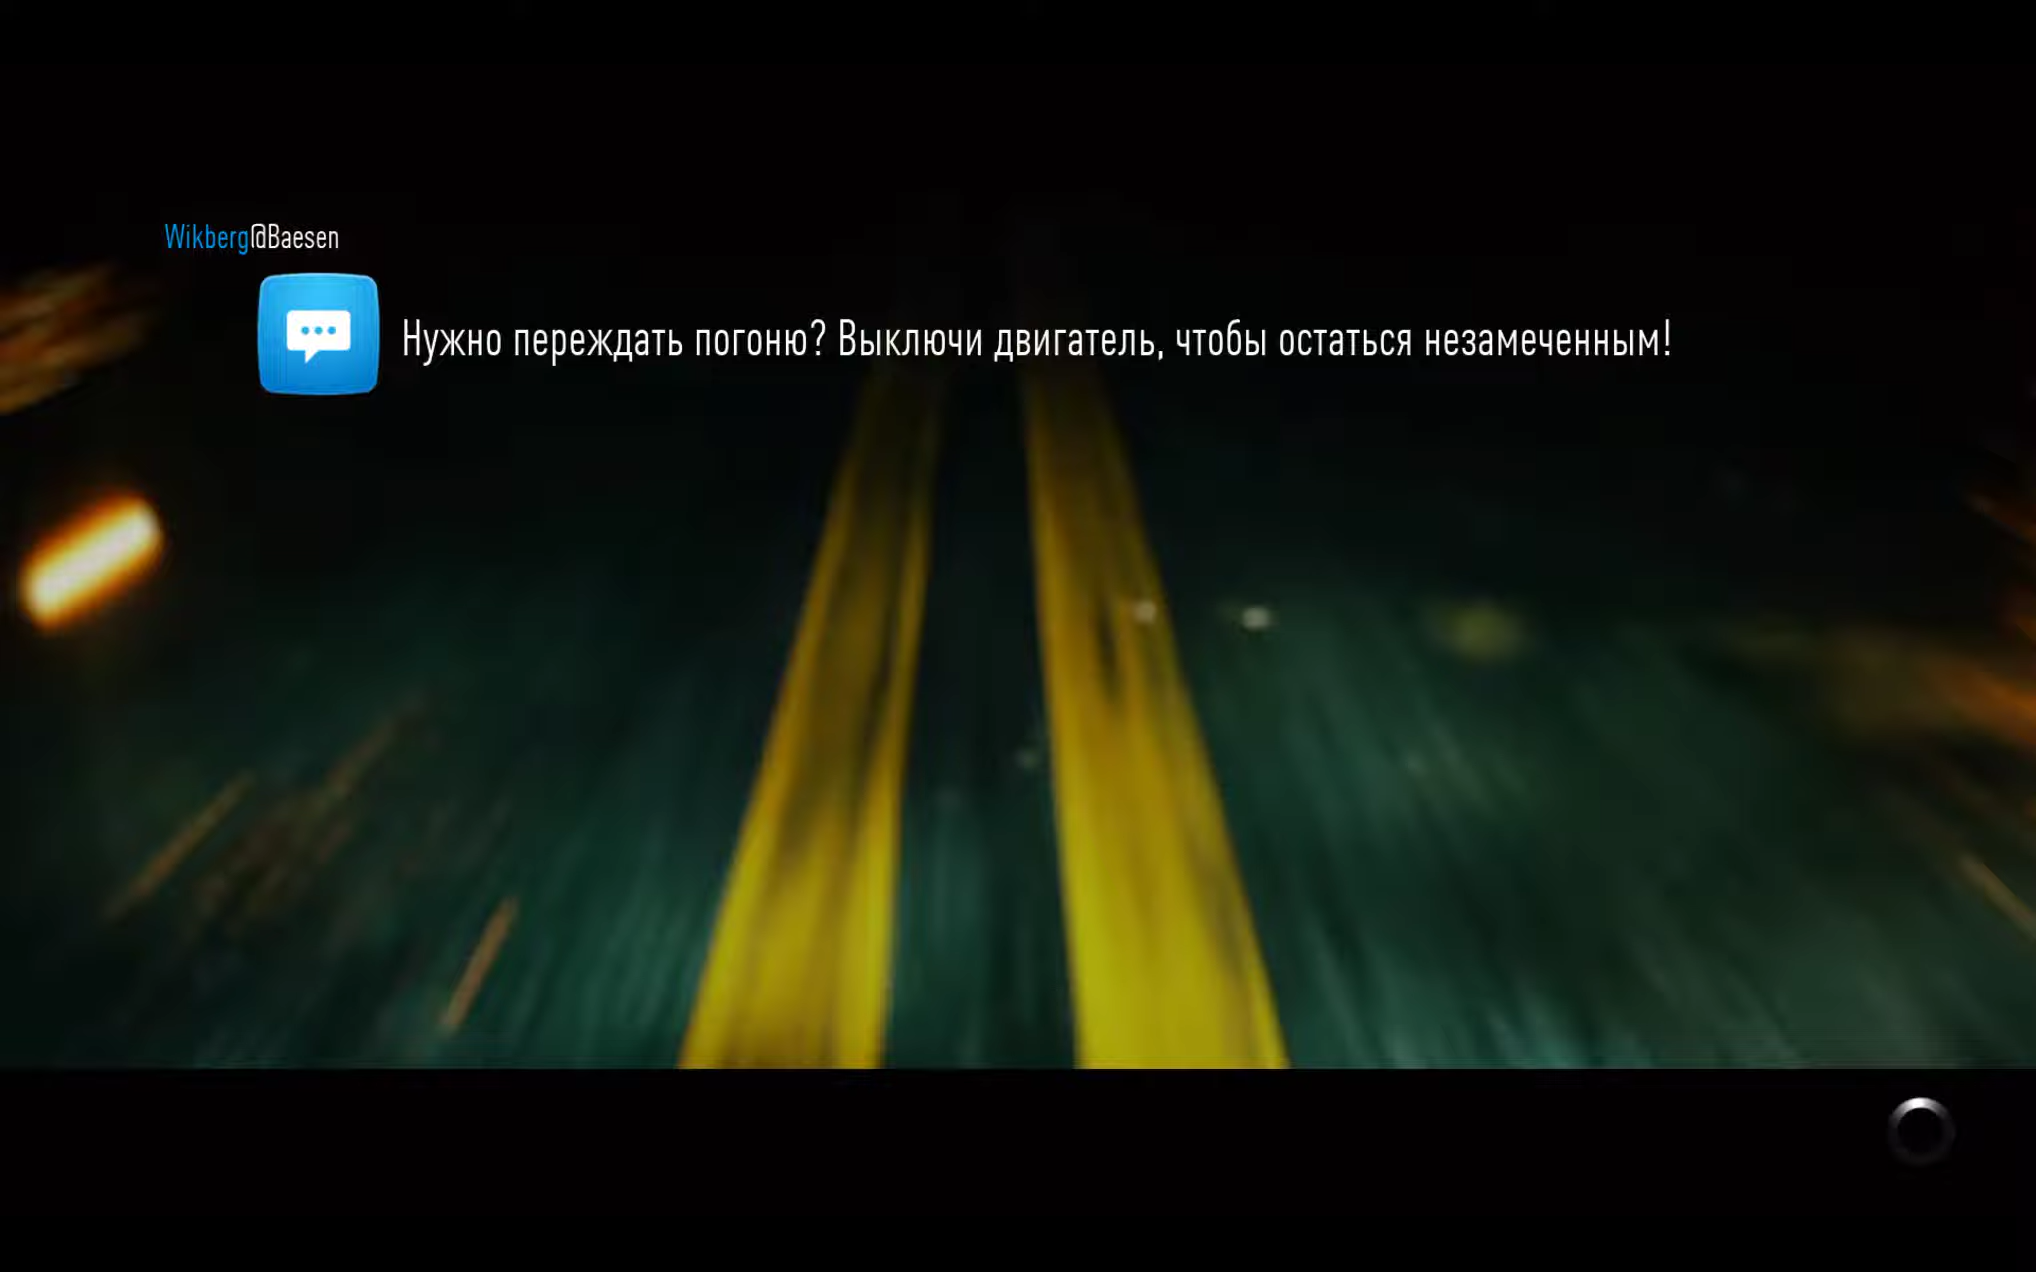 Wikberg@Baesen
Нужно переждать погоню? Выключи двигатель, чтобы остаться незамеченным!